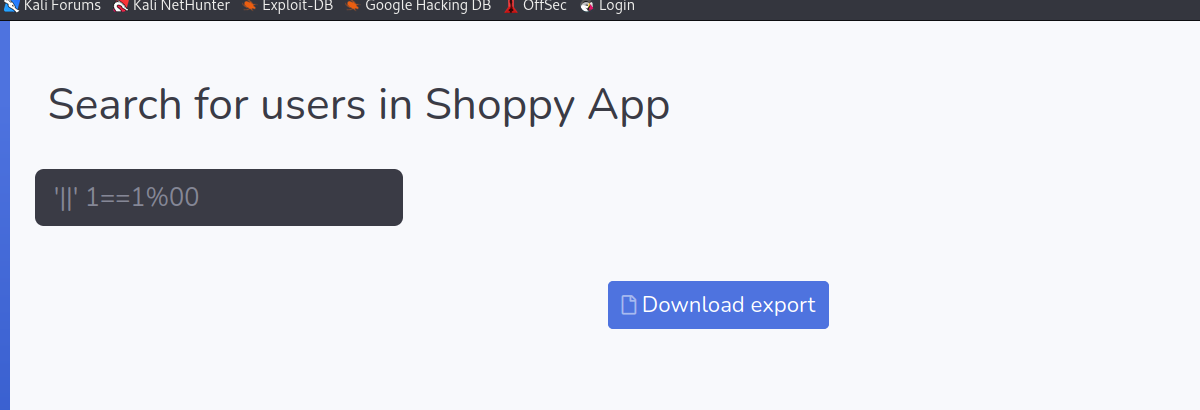 Kali Forums Kali NetHunter Exploit-DB Google Hacking DB OffSec Login
Search for users in Shoppy App
'||' 1==1%00
Download export